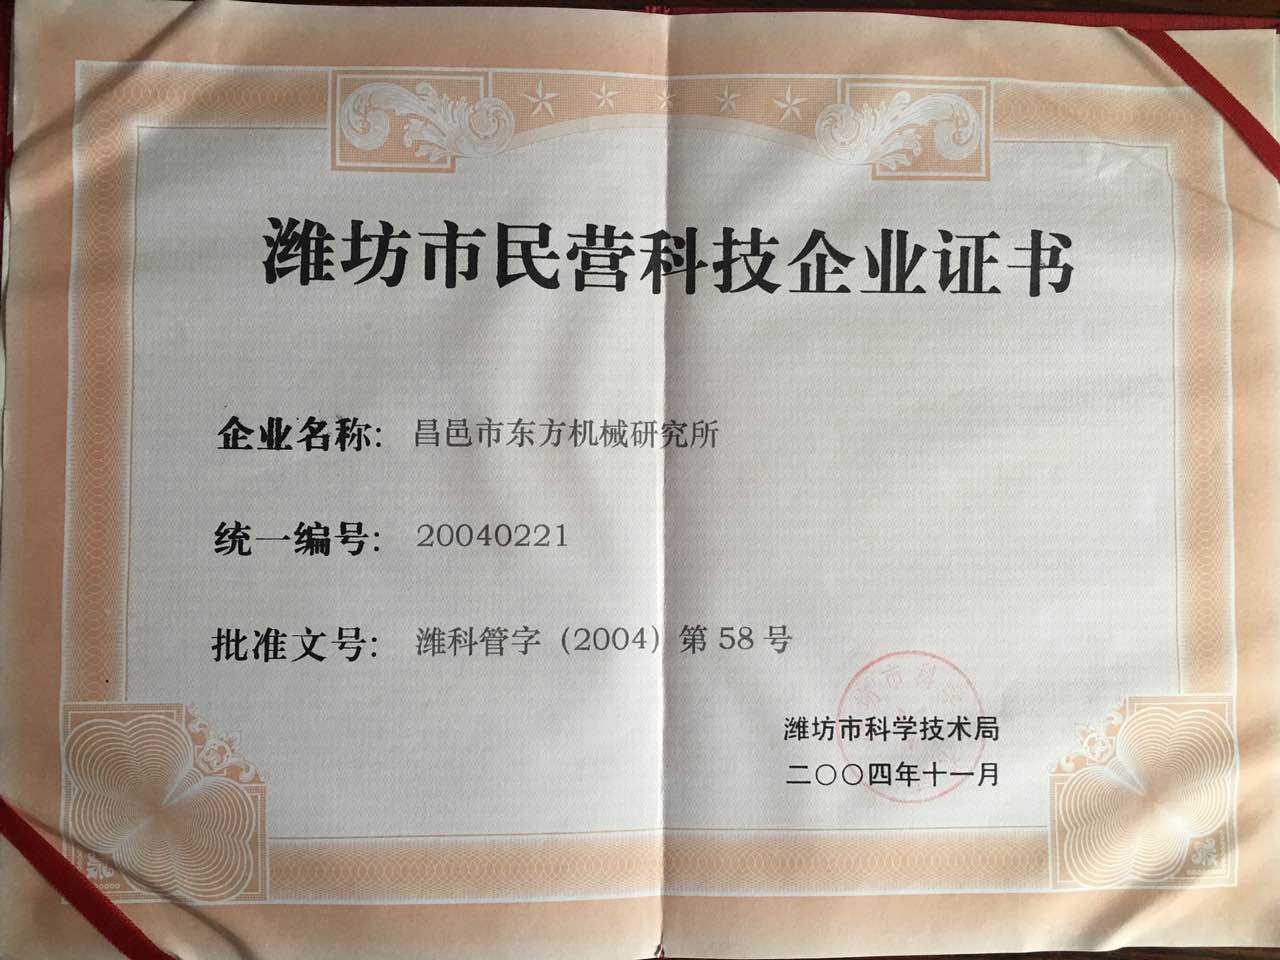 潍坊市民营科技企业证书
企业名称: 昌邑市东方机械研究所
统一编号: 20040221
批准文号: 潍科管字（2004）第 58 号
潍坊市科学技术局
二〇〇四年十一月